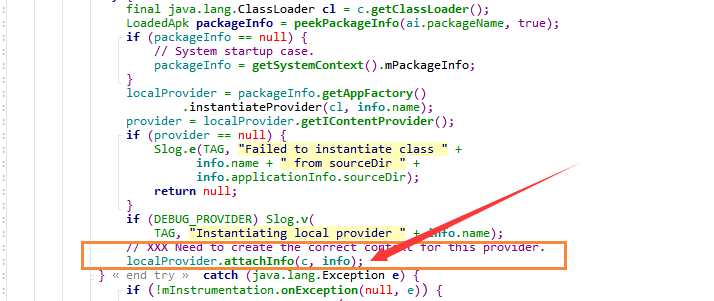 final java.lang.ClassLoader cl = c.getClassLoader();
LoadedApk packageInfo = peekPackageInfo(ai.packageName, true);
if (packageInfo == null) {
// System startup case.
packageInfo = getSystemContext().mPackageInfo;
}
localProvider = packageInfo.getAppFactory()
.instantiateProvider(cl, info.name);
provider = localProvider.getIContentProvider();
if (provider == null) {
Slog.e(TAG, "Failed to instantiate class " +
info.name + " from sourceDir " +
info.applicationInfo.sourceDir);
return null;
}
if (DEBUG_PROVIDER) Slog.v(
TAG, "Instantiating local provider " + info.name);
// XXX Need to create the correct context for this provider.
localProvider.attachInfo(c, info);
} « end try » catch (java.lang.Exception e) {
if (!mInstrumentation.onException(null, e)) {